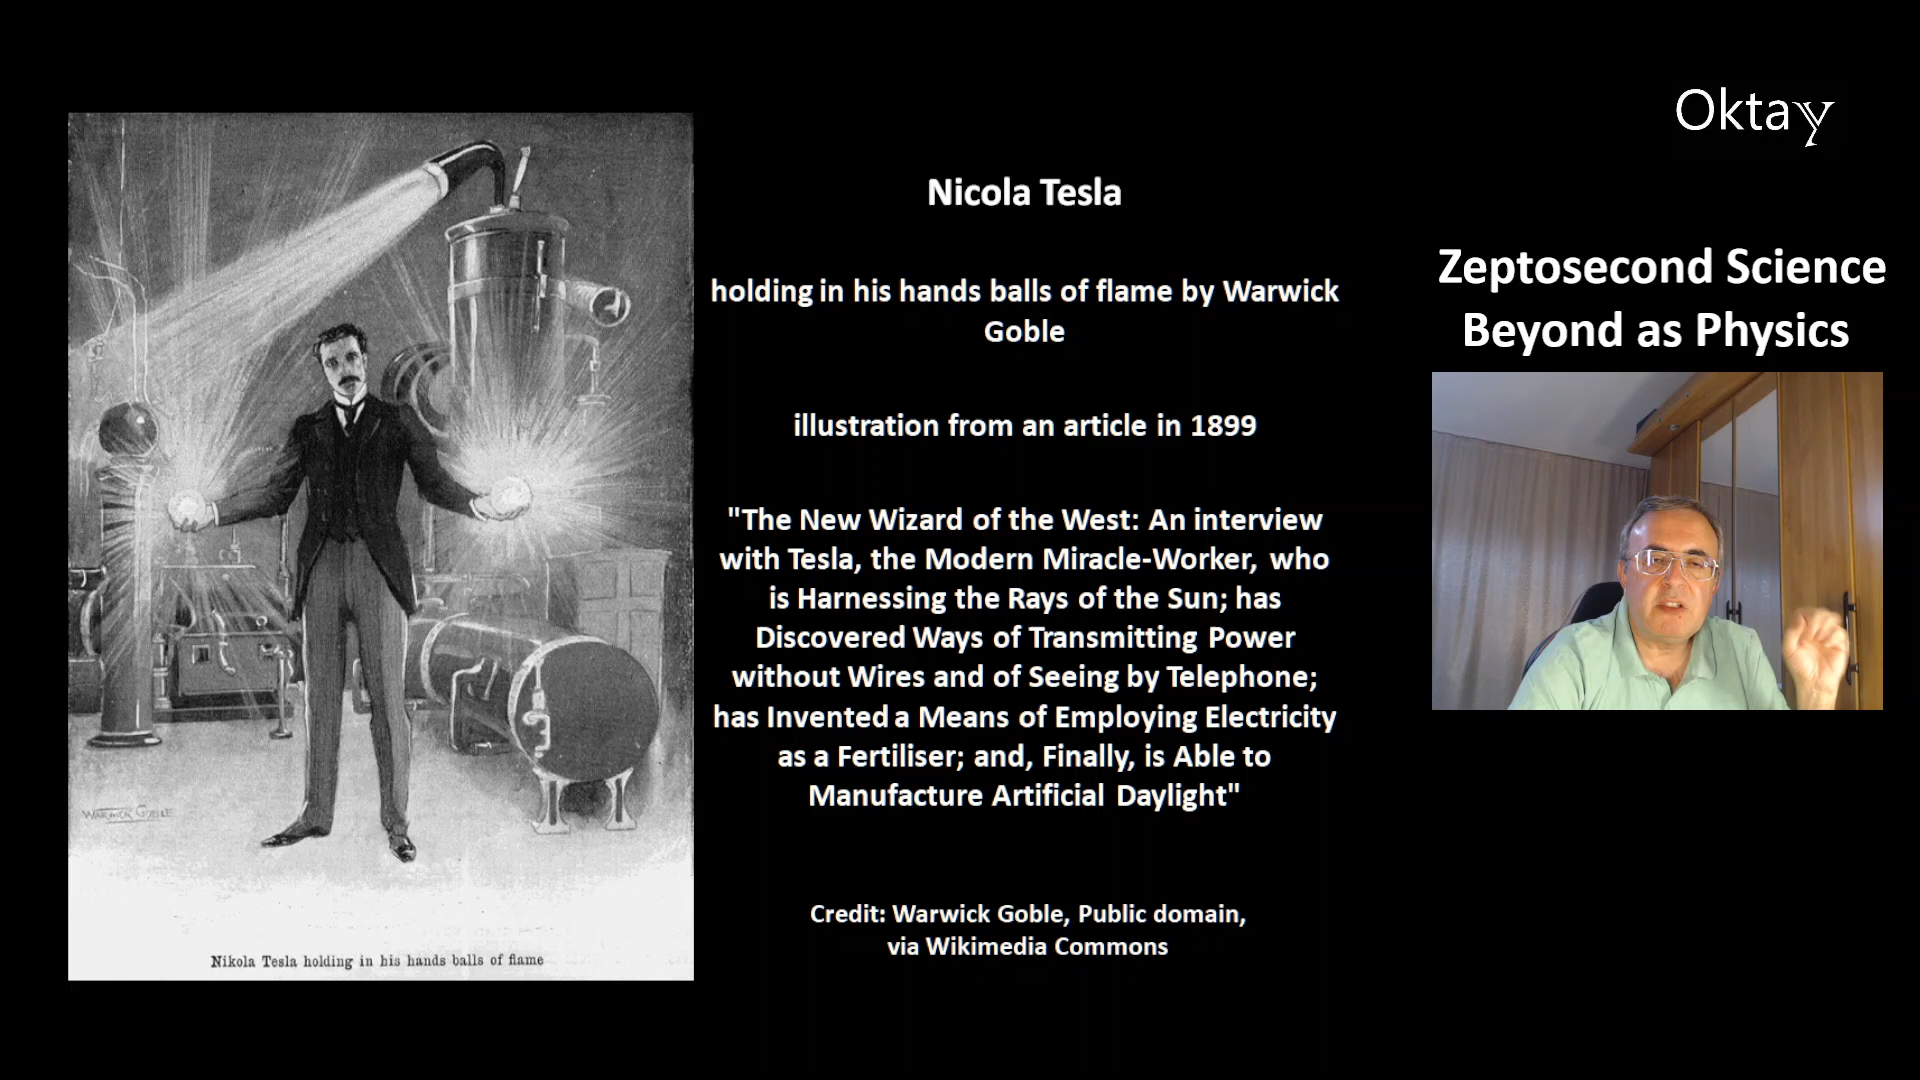 Oktay
Nicola Tesla
holding in his hands balls of flame by Warwick
Goble
illustration from an article in 1899
"The New Wizard of the West: An interview
with Tesla, the Modern Miracle-Worker, who
is Harnessing the Rays of the Sun; has
Discovered Ways of Transmitting Power
without Wires and of Seeing by Telephone;
has Invented a Means of Employing Electricity
as a Fertiliser; and, Finally, is Able to
Manufacture Artificial Daylight"
Credit: Warwick Goble, Public domain,
via Wikimedia Commons
Zeptosecond Science
Beyond as Physics
WARWICK GOBLE
Nikola Tesla holding in his hands balls of flame